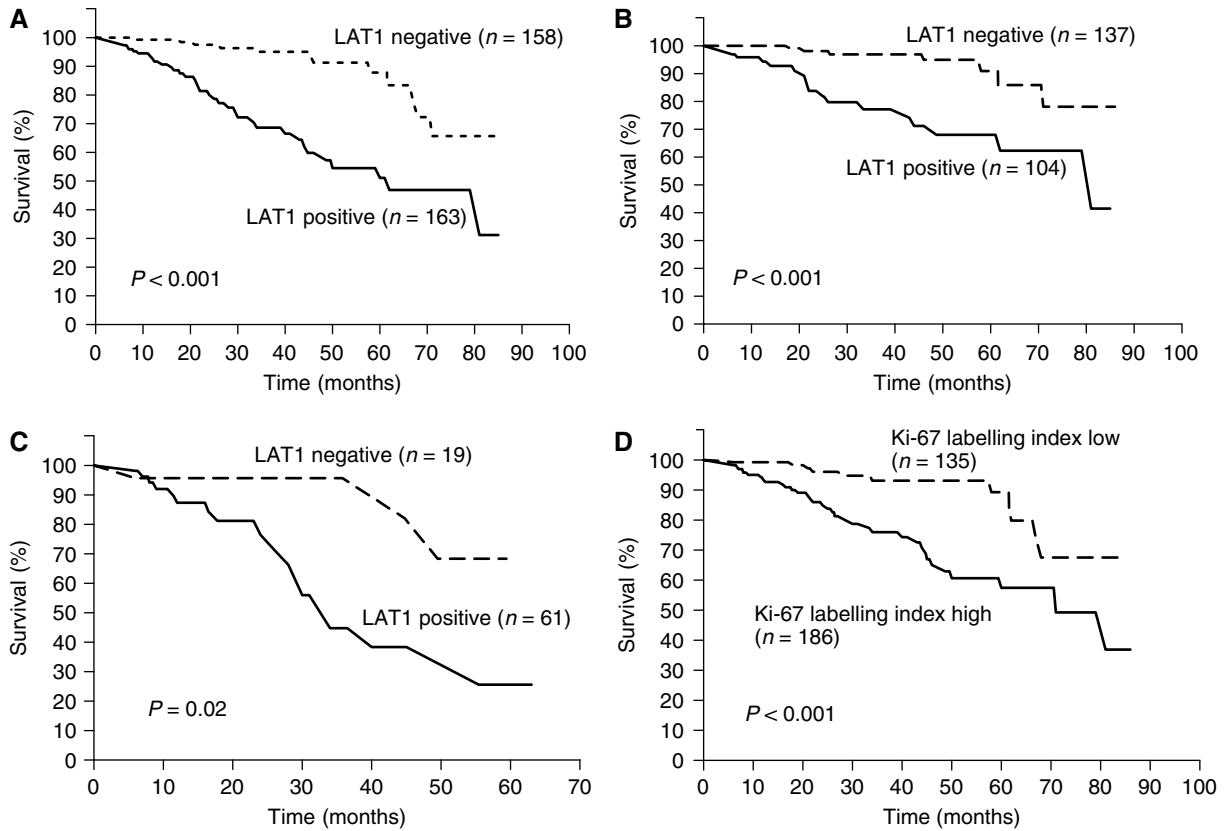 A
LAT1 negative (n = 158)
100
90
80
70
60
50
40
30
20
10
0
Survival (%)
LAT1 positive (n = 163)
P < 0.001
0 10 20 30 40 50 60 70 80 90 100
Time (months)
B
LAT1 negative (n = 137)
100
90
80
70
60
50
40
30
20
10
0
Survival (%)
LAT1 positive (n = 104)
P < 0.001
0 10 20 30 40 50 60 70 80 90 100
Time (months)
C
LAT1 negative (n = 19)
100
90
80
70
60
50
40
30
20
10
0
Survival (%)
LAT1 positive (n = 61)
P = 0.02
0 10 20 30 40 50 60 70
Time (months)
D
Ki-67 labelling index low
(n = 135)
100
90
80
70
60
50
40
30
20
10
0
Survival (%)
Ki-67 labelling index high
(n = 186)
P < 0.001
0 10 20 30 40 50 60 70 80 90 100
Time (months)